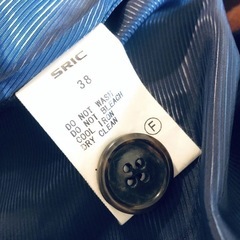 SRIC
38
DO NOT WASH
DO NOT BLEACH
COOL IRON
DRY CLEAN
F